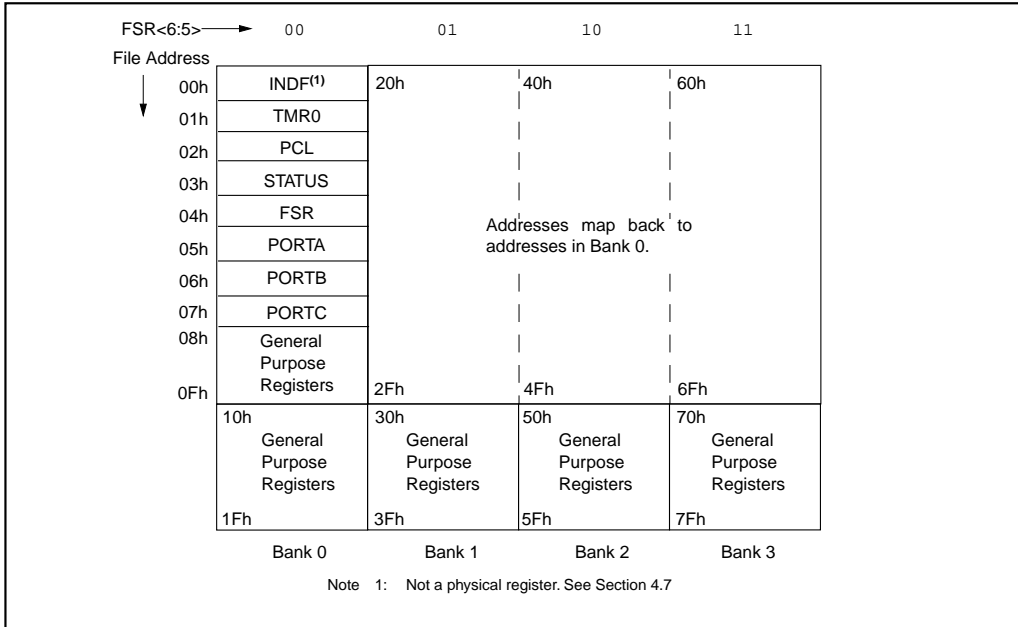 FSR<6:5> 00 01 10 11
File Address
00h INDF(1) 20h 40h 60h
01h TMR0
02h PCL
03h STATUS
04h FSR
Addresses map back to
addresses in Bank 0.
05h PORTA
06h PORTB
07h PORTC
08h General
Purpose
Registers
0Fh 2Fh 4Fh 6Fh
10h 30h 50h 70h
General General General General
Purpose Purpose Purpose Purpose
Registers Registers Registers Registers
1Fh 3Fh 5Fh 7Fh
Bank 0 Bank 1 Bank 2 Bank 3
Note 1: Not a physical register. See Section 4.7